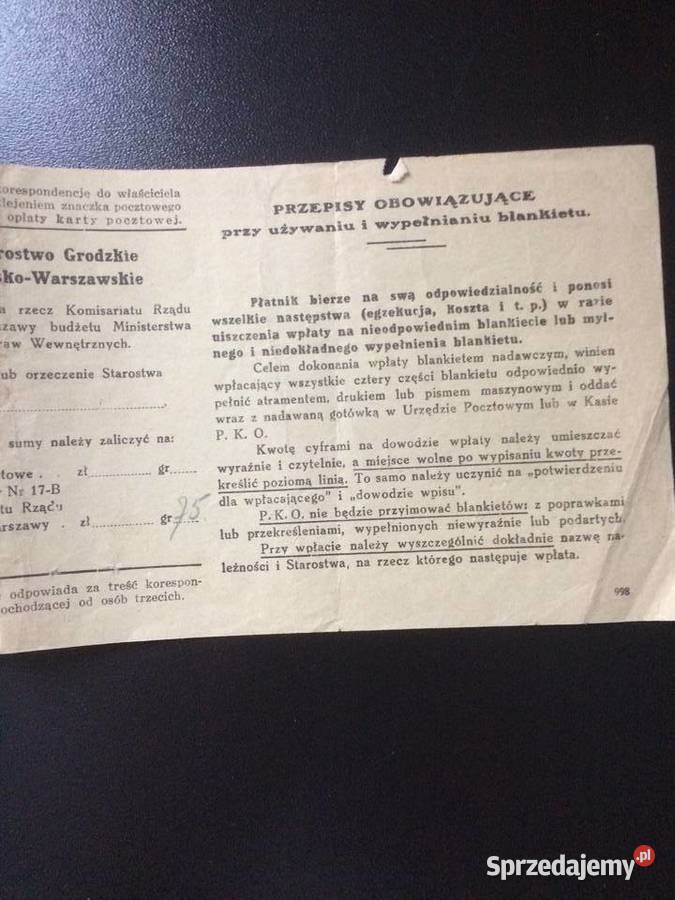 korespondencję do właściciela
klejeniem znaczka pocztowego
opłaty karty pocztowej.
rostwo Grodzkie
sko-Warszawskie
a rzecz Komisariatu Rządu
szawy budżetu Ministerstwa
raw Wewnętrznych.
ub orzeczenie Starostwa
sumy należy zaliczyć na:
towe . . zł............ gr......
Nr 17-B
tu Rządu
arszawy . zł............ gr 75.
odpowiada za treść korespon-
ochodzącej od osób trzecich.
PRZEPISY OBOWIĄZUJĄCE
przy używaniu i wypełnianiu blankietu.
Płatnik bierze na swą odpowiedzialność i ponosi
wszelkie następstwa (egzekucja, koszta i t. p.) w razie
uiszczenia wpłaty na nieodpowiednim blankiecie lub myl-
nego i niedokładnego wypełnienia blankietu.
Celem dokonania wpłaty blankietem nadawczym, winien
wpłacający wszystkie cztery części blankietu odpowiednio wy-
pełnić atramentem, drukiem lub pismem maszynowym i oddać
wraz z nadawaną gotówką w Urzędzie Pocztowym lub w Kasie
P. K. O.
Kwotę cyframi na dowodzie wpłaty należy umieszczać
wyraźnie i czytelnie, a miejsce wolne po wypisaniu kwoty prze-
kreślić poziomą linią. To samo należy uczynić na „potwierdzeniu
dla wpłacającego" i „dowodzie wpisu".
P.K.O. nie będzie przyjmować blankietów: z poprawkami
lub przekreśleniami, wypełnionych niewyraźnie lub podartych.
Przy wpłacie należy wyszczególnić dokładnie nazwę na-
leżności i Starostwa, na rzecz którego następuje wpłata.
998
Sprzedajemy.pl